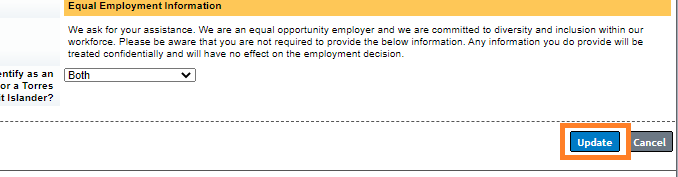 Equal Employment Information
We ask for your assistance. We are an equal opportunity employer and we are committed to diversity and inclusion within our
workforce. Please be aware that you are not required to provide the below information. Any information you do provide will be
treated confidentially and will have no effect on the employment decision.
entify as an
or a Torres
it Islander?
Both
Update Cancel